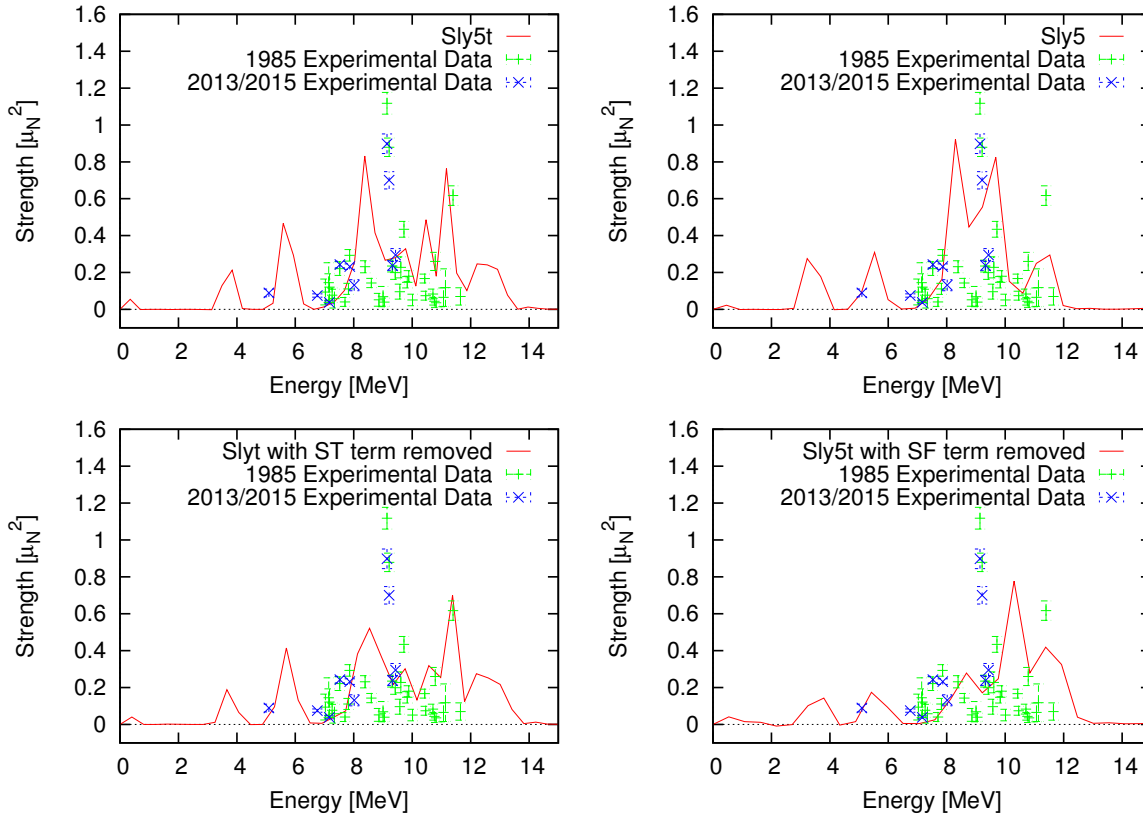 Sly5t
1985 Experimental Data
2013/2015 Experimental Data
Strength [μN²]
1.6
1.4
1.2
1
0.8
0.6
0.4
0.2
0
0 2 4 6 8 10 12 14
Energy [MeV]
Sly5
1985 Experimental Data
2013/2015 Experimental Data
Strength [μN²]
1.6
1.4
1.2
1
0.8
0.6
0.4
0.2
0
0 2 4 6 8 10 12 14
Energy [MeV]
Slyt with ST term removed
1985 Experimental Data
2013/2015 Experimental Data
Strength [μN²]
1.6
1.4
1.2
1
0.8
0.6
0.4
0.2
0
0 2 4 6 8 10 12 14
Energy [MeV]
Sly5t with SF term removed
1985 Experimental Data
2013/2015 Experimental Data
Strength [μN²]
1.6
1.4
1.2
1
0.8
0.6
0.4
0.2
0
0 2 4 6 8 10 12 14
Energy [MeV]